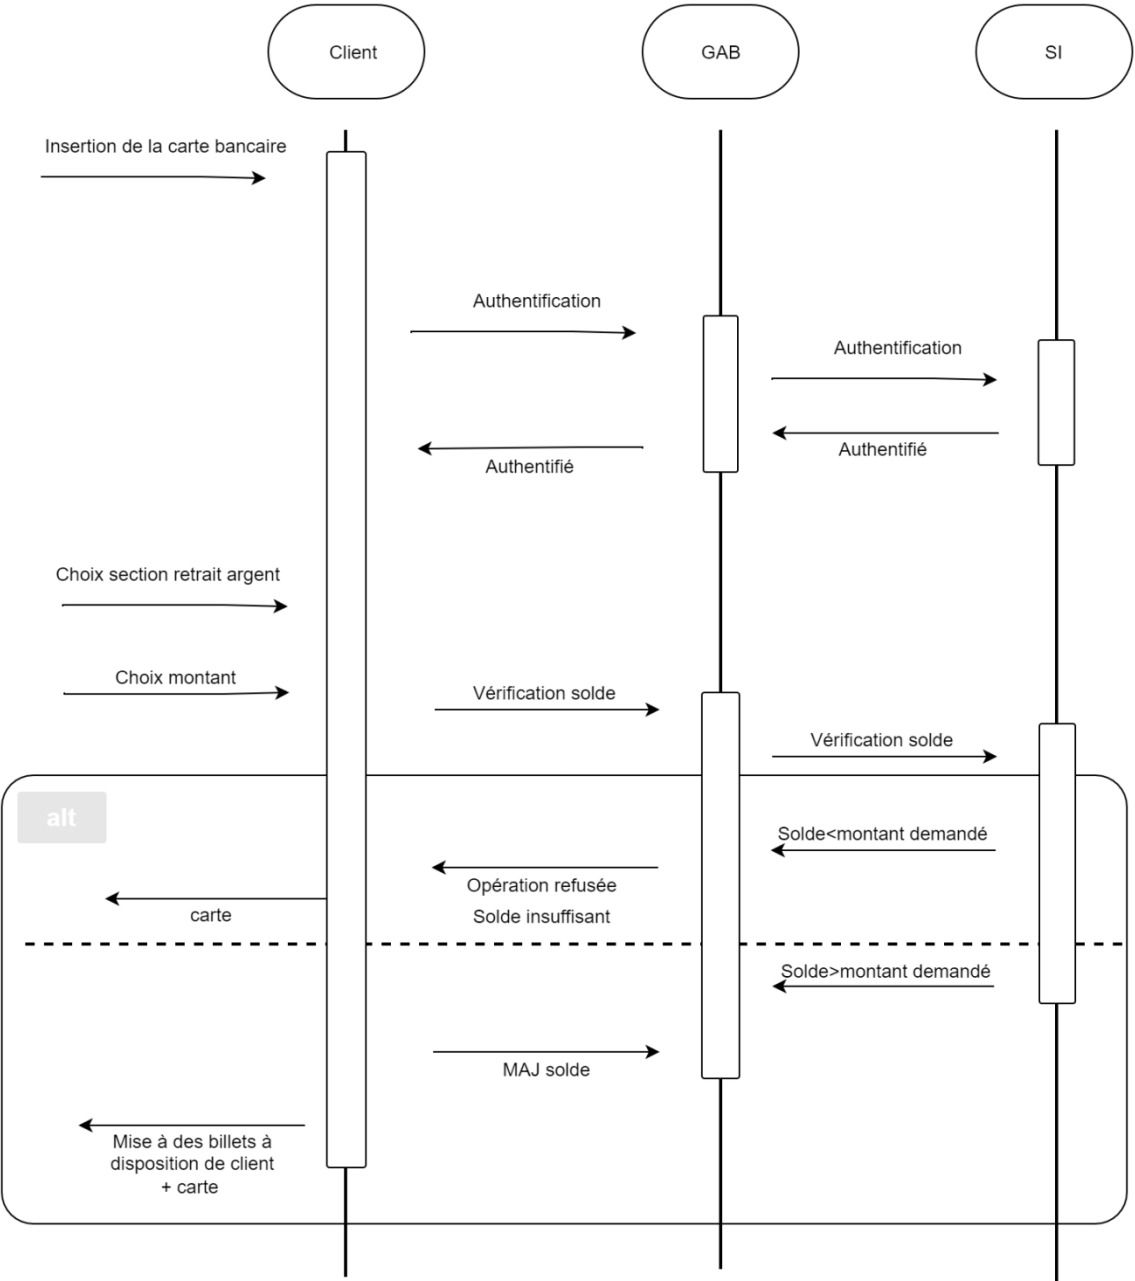 Client
GAB
SI
Insertion de la carte bancaire
Authentification
Authentification
Authentifié
Authentifié
Choix section retrait argent
Choix montant
Vérification solde
Vérification solde
alt
Solde<montant demandé
Opération refusée
Solde insuffisant
carte
Solde>montant demandé
MAJ solde
Mise à des billets à
disposition de client
+ carte